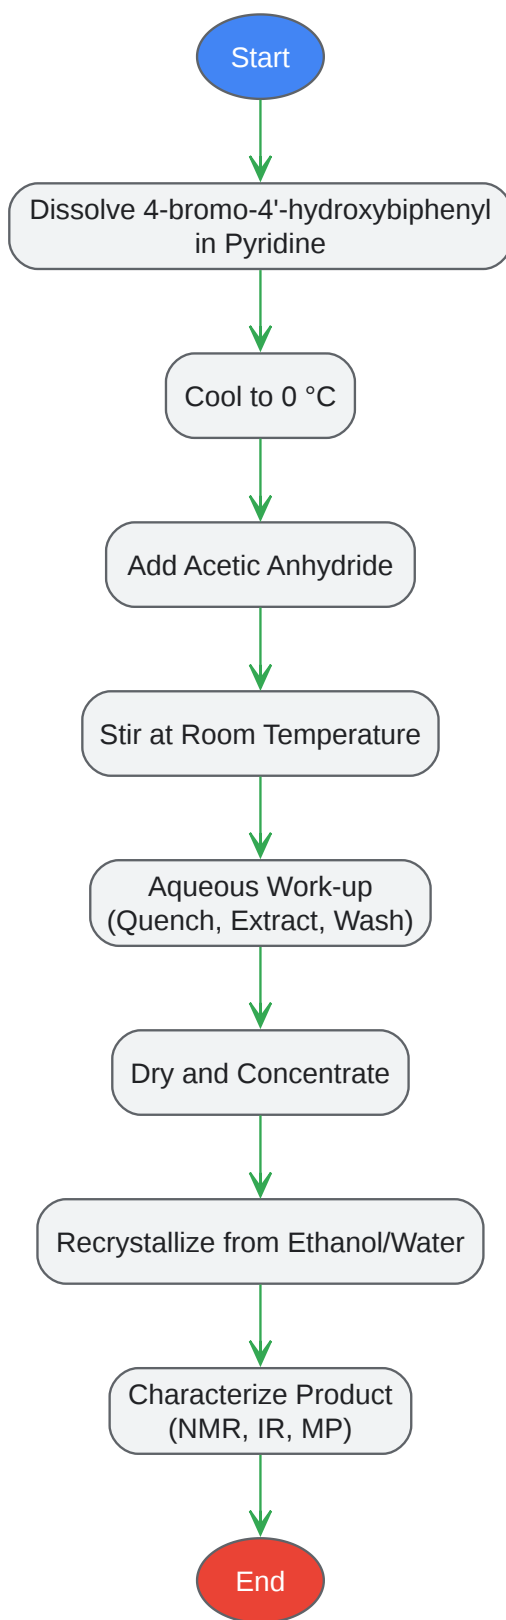 Start
Dissolve 4-bromo-4'-hydroxybiphenyl
in Pyridine
Cool to 0 °C
Add Acetic Anhydride
Stir at Room Temperature
Aqueous Work-up
(Quench, Extract, Wash)
Dry and Concentrate
Recrystallize from Ethanol/Water
Characterize Product
(NMR, IR, MP)
End